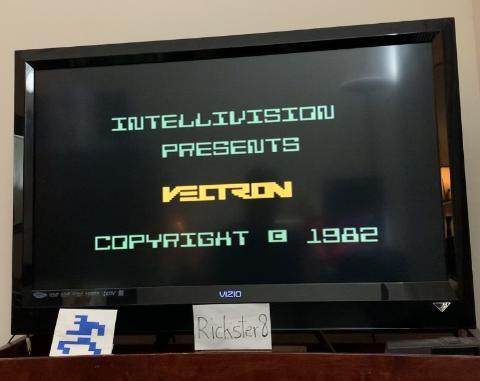 INTELLIVISION
PRESENTS
VECTRON
COPYRIGHT © 1982
VIZIO
Rickster8